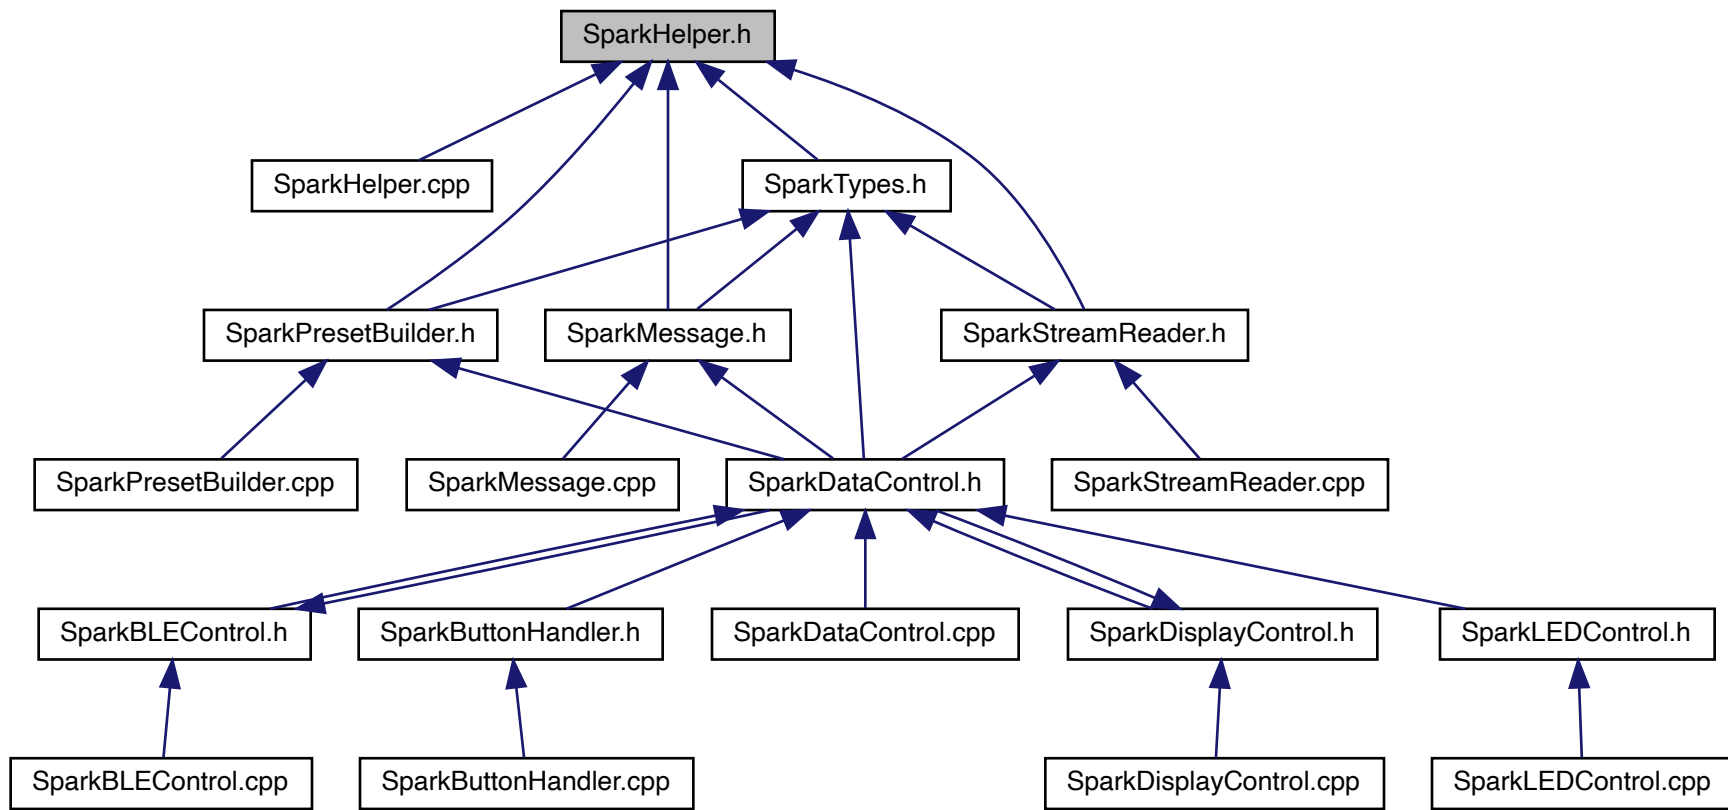 SparkHelper.h
SparkHelper.cpp
SparkTypes.h
SparkPresetBuilder.h
SparkMessage.h
SparkStreamReader.h
SparkPresetBuilder.cpp
SparkMessage.cpp
SparkDataControl.h
SparkStreamReader.cpp
SparkBLEControl.h
SparkButtonHandler.h
SparkDataControl.cpp
SparkDisplayControl.h
SparkLEDControl.h
SparkBLEControl.cpp
SparkButtonHandler.cpp
SparkDisplayControl.cpp
SparkLEDControl.cpp